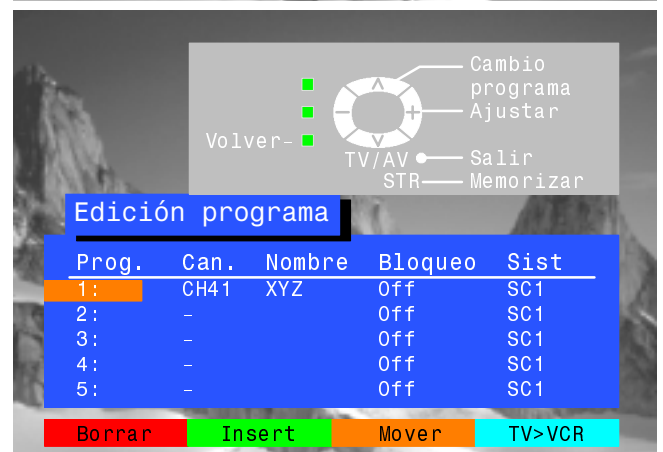 Cambio
programa
Ajustar
Volver-
TV/AV Salir
STR Memorizar
Edición programa
Prog. Can. Nombre Bloqueo Sist
1: CH41 XYZ Off SC1
2: - Off SC1
3: - Off SC1
4: - Off SC1
5: - Off SC1
Borrar Insert Mover TV>VCR